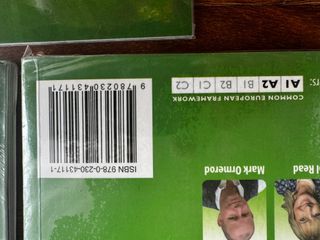 Mark Ormerod
l Read
COMMON EUROPEAN FRAMEWORK
A1 A2 B1 B2 C1 C2
rs:
ISBN 978-0-230-43117-1
9 780230 431171